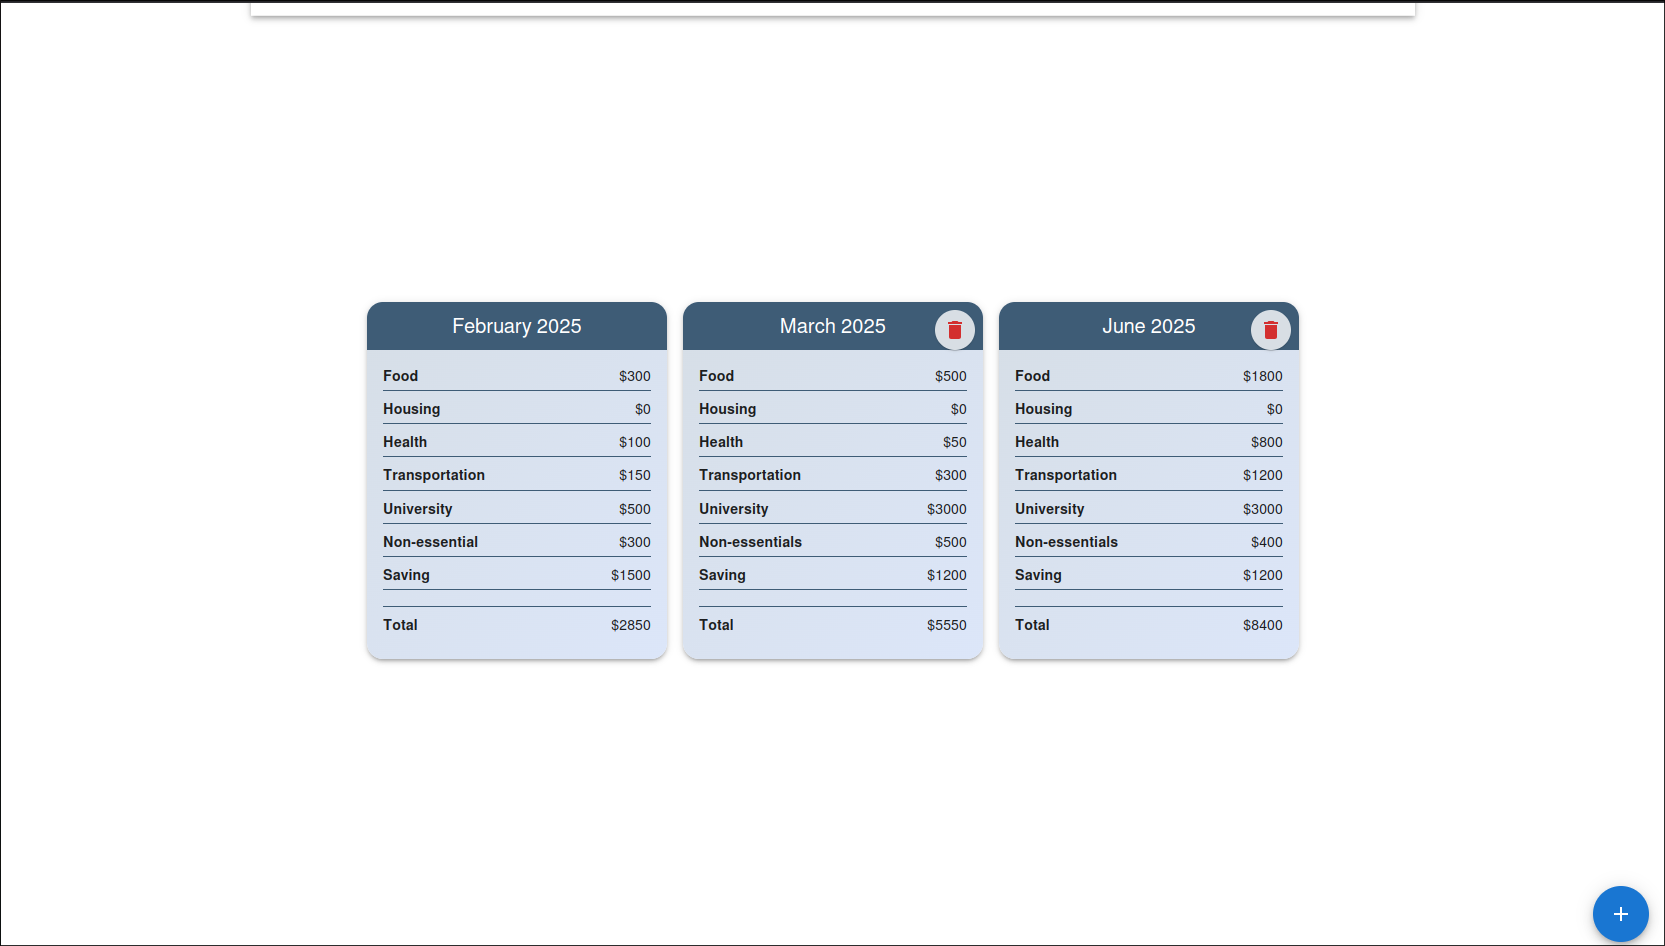 February 2025
Food $300
Housing $0
Health $100
Transportation $150
University $500
Non-essential $300
Saving $1500
Total $2850
March 2025
Food $500
Housing $0
Health $50
Transportation $300
University $3000
Non-essentials $500
Saving $1200
Total $5550
June 2025
Food $1800
Housing $0
Health $800
Transportation $1200
University $3000
Non-essentials $400
Saving $1200
Total $8400